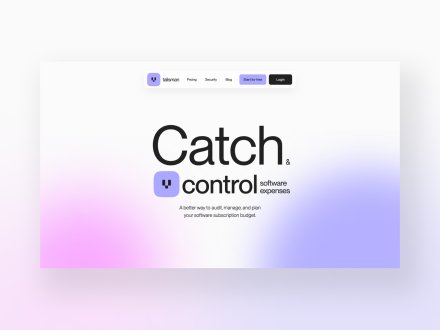 talisman Pricing Security Blog Start for free Login
Catch &
control software expenses
A better way to audit, manage, and plan
your software subscription budget.